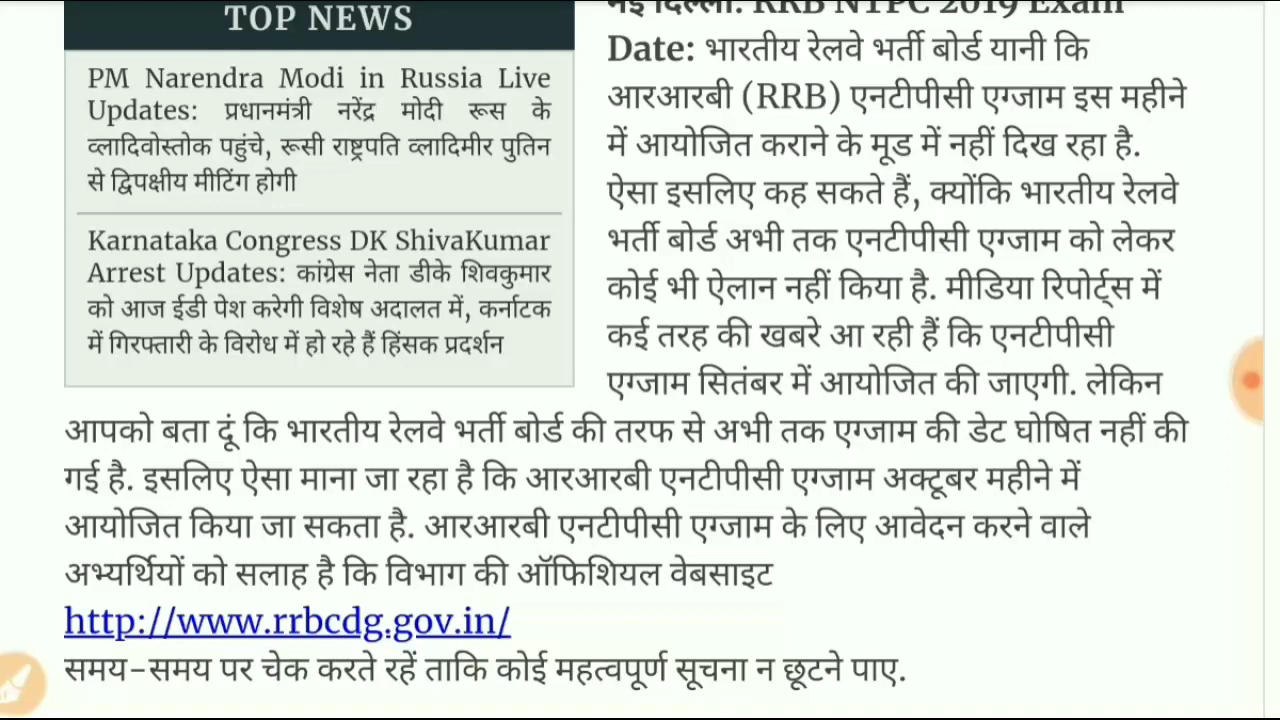 TOP NEWS
PM Narendra Modi in Russia Live
Updates: प्रधानमंत्री नरेंद्र मोदी रूस के
व्लादिवोस्तोक पहुंचे, रूसी राष्ट्रपति व्लादिमीर पुतिन
से द्विपक्षीय मीटिंग होगी
Karnataka Congress DK ShivaKumar
Arrest Updates: कांग्रेस नेता डीके शिवकुमार
को आज ईडी पेश करेगी विशेष अदालत में, कर्नाटक
में गिरफ्तारी के विरोध में हो रहे हैं हिंसक प्रदर्शन
नई दिल्ली. RRB NTPC 2019 Exam
Date: भारतीय रेलवे भर्ती बोर्ड यानी कि
आरआरबी (RRB) एनटीपीसी एग्जाम इस महीने
में आयोजित कराने के मूड में नहीं दिख रहा है.
ऐसा इसलिए कह सकते हैं, क्योंकि भारतीय रेलवे
भर्ती बोर्ड अभी तक एनटीपीसी एग्जाम को लेकर
कोई भी ऐलान नहीं किया है. मीडिया रिपोर्ट्स में
कई तरह की खबरे आ रही हैं कि एनटीपीसी
एग्जाम सितंबर में आयोजित की जाएगी. लेकिन
आपको बता दूं कि भारतीय रेलवे भर्ती बोर्ड की तरफ से अभी तक एग्जाम की डेट घोषित नहीं की
गई है. इसलिए ऐसा माना जा रहा है कि आरआरबी एनटीपीसी एग्जाम अक्टूबर महीने में
आयोजित किया जा सकता है. आरआरबी एनटीपीसी एग्जाम के लिए आवेदन करने वाले
अभ्यर्थियों को सलाह है कि विभाग की ऑफिशियल वेबसाइट
http://www.rrbcdg.gov.in/
समय-समय पर चेक करते रहें ताकि कोई महत्वपूर्ण सूचना न छूटने पाए.